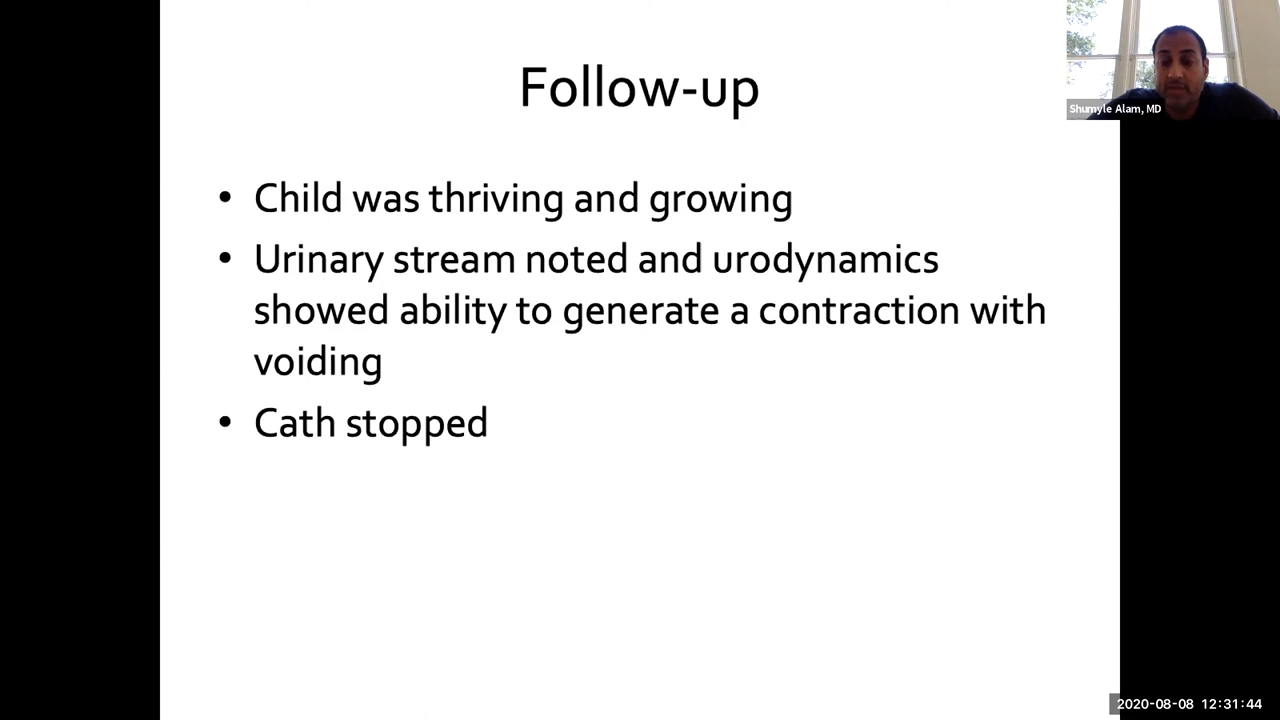 Follow-up
Shumyle Alam, MD
• Child was thriving and growing
• Urinary stream noted and urodynamics
showed ability to generate a contraction with
voiding
• Cath stopped
2020-08-08 12:31:44